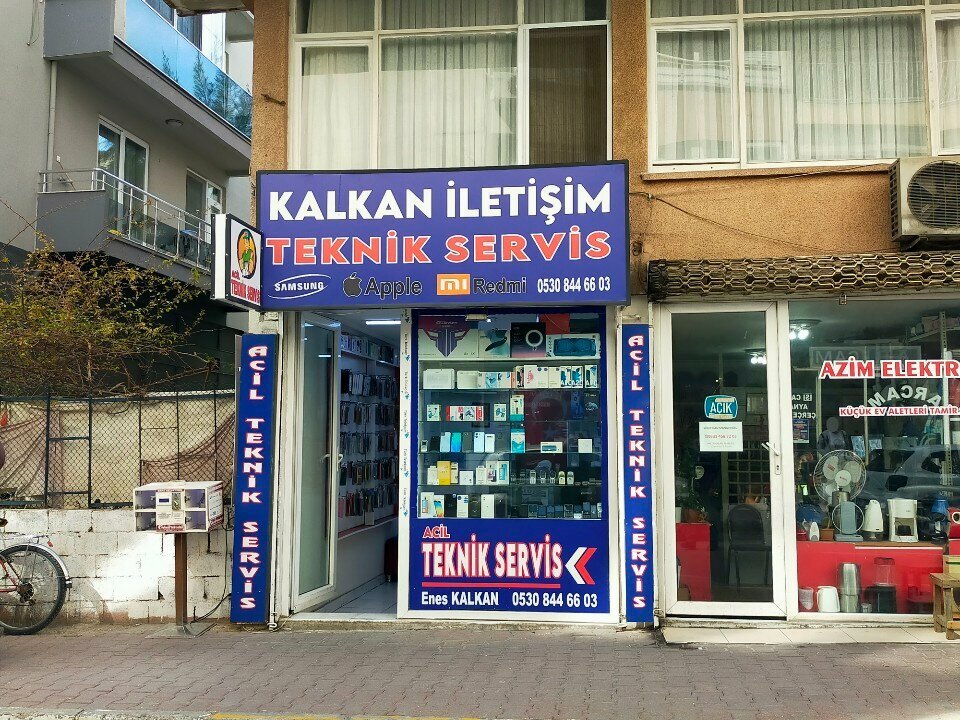 KALKAN İLETİŞİM
TEKNİK SERVİS
SAMSUNG Apple mi Redmi 0530 844 66 03
ACİL
TEKNİK SERVİS
ACİL TEKNİK SERVİS
ACİL
TEKNİK SERVİS
Enes KALKAN 0530 844 66 03
ACİL TEKNİK SERVİS
AÇIK
AZİM ELEKTR
ARCAM
KÜÇÜK EV ALETLERİ TAMİR